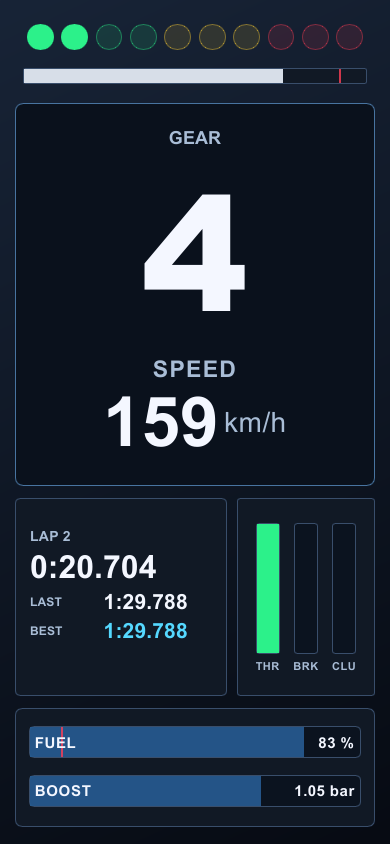 GEAR
4
SPEED
159 km/h
LAP 2
0:20.704
LAST 1:29.788
BEST 1:29.788
THR BRK CLU
FUEL 83 %
BOOST 1.05 bar